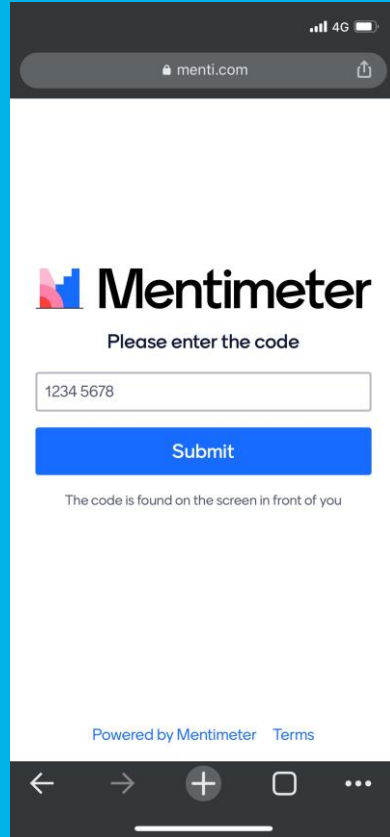 4G
menti.com
Mentimeter
Please enter the code
1234 5678
Submit
The code is found on the screen in front of you
Powered by Mentimeter Terms